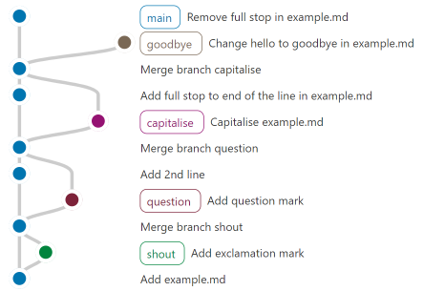 main Remove full stop in example.md
goodbye Change hello to goodbye in example.md
Merge branch capitalise
Add full stop to end of the line in example.md
capitalise Capitalise example.md
Merge branch question
Add 2nd line
question Add question mark
Merge branch shout
shout Add exclamation mark
Add example.md